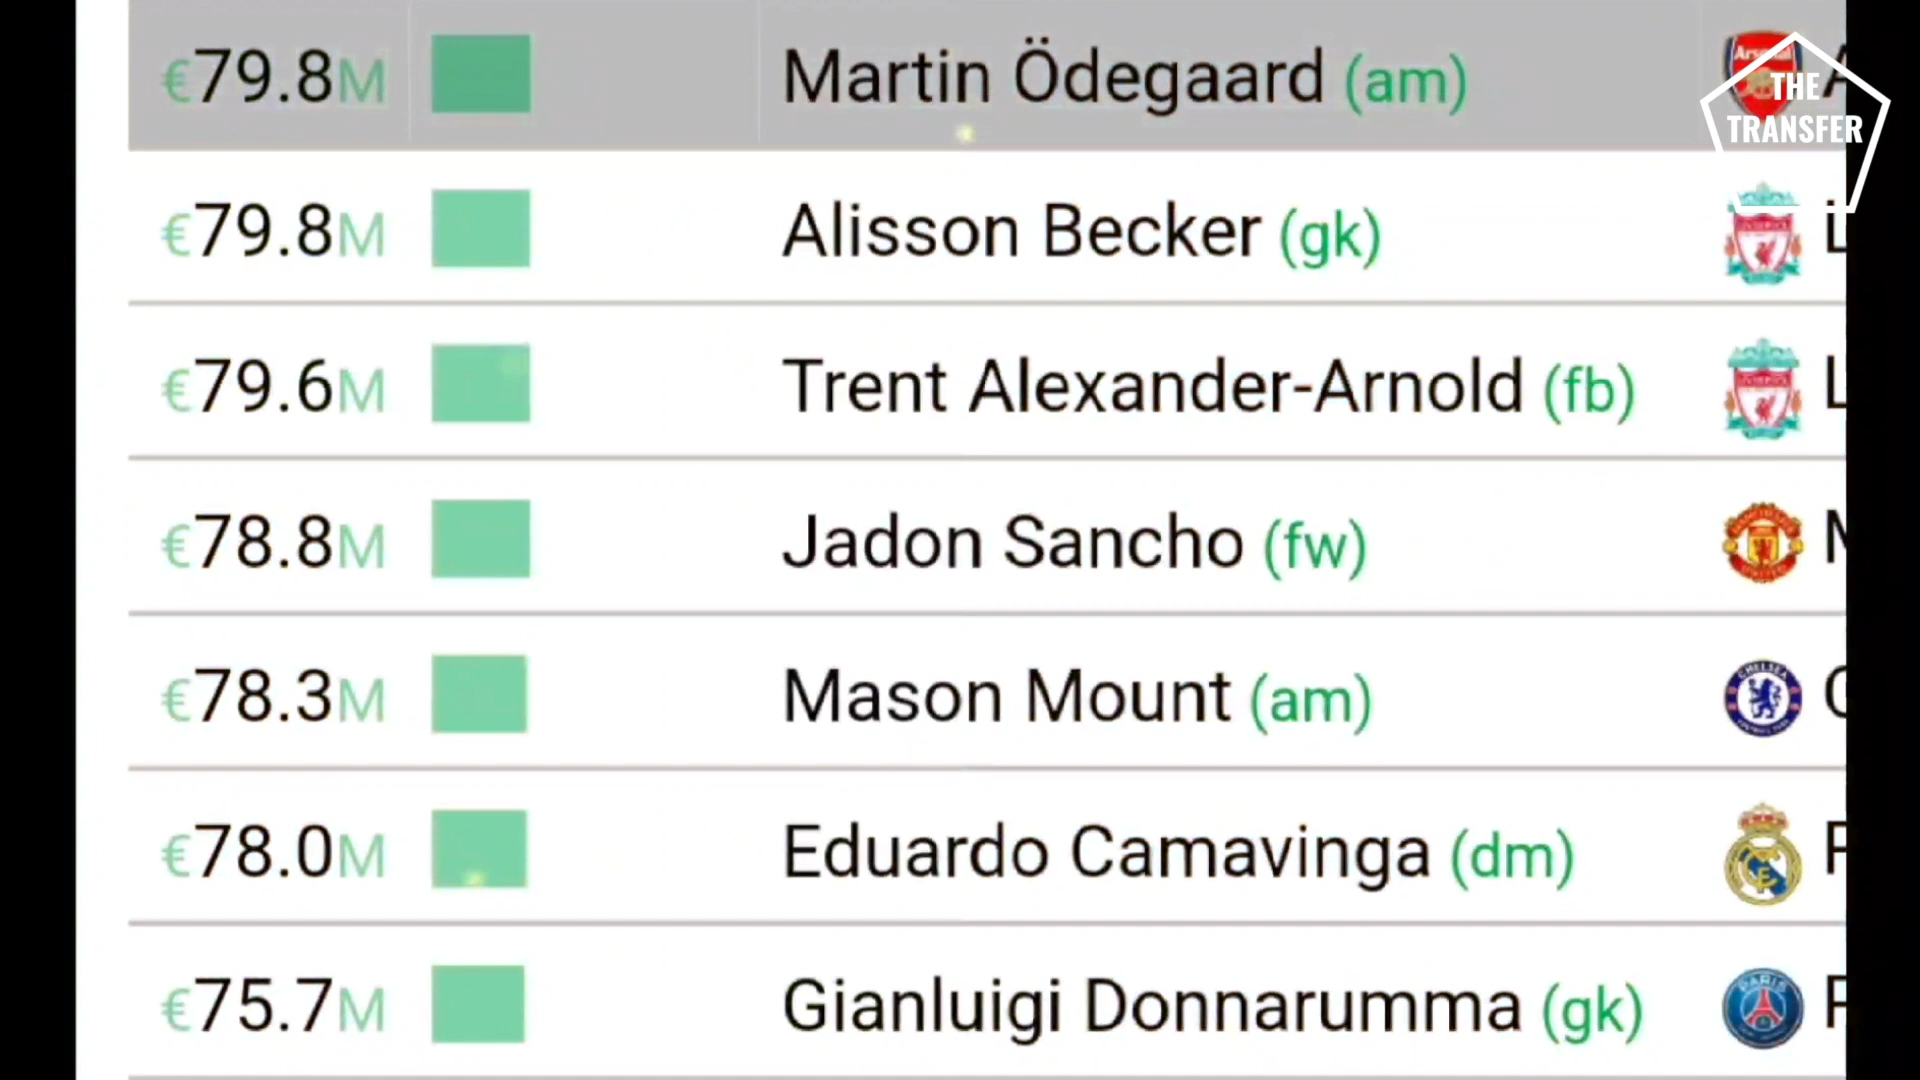 €79.8M Martin Ödegaard (am) A
THE
TRANSFER
€79.8M Alisson Becker (gk) L
€79.6M Trent Alexander-Arnold (fb) L
€78.8M Jadon Sancho (fw) M
€78.3M Mason Mount (am) C
€78.0M Eduardo Camavinga (dm) R
€75.7M Gianluigi Donnarumma (gk) P